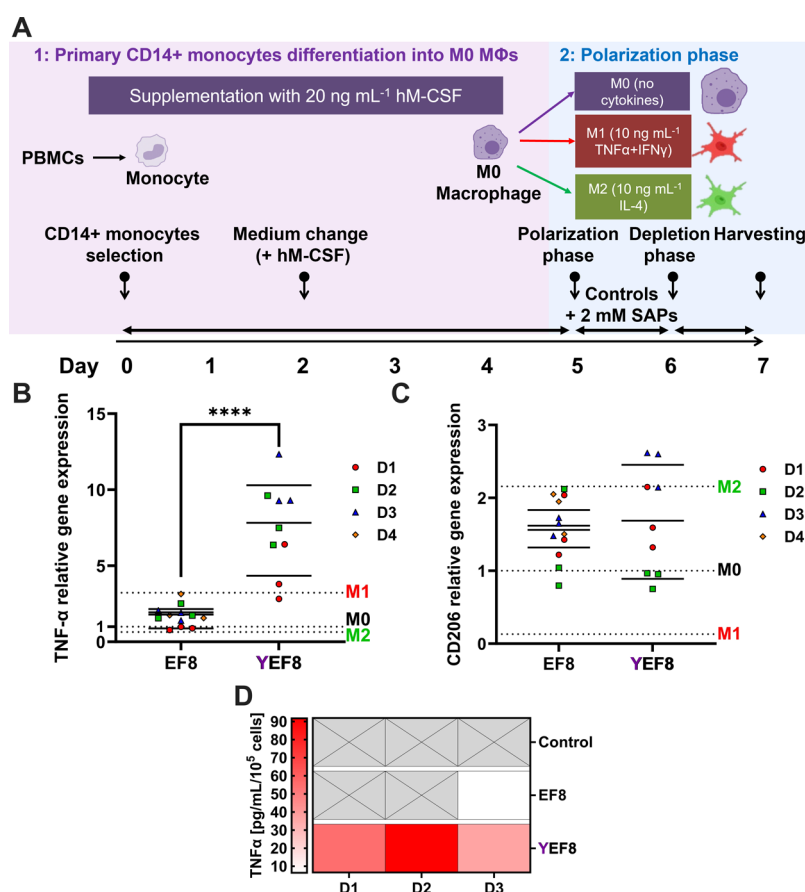 A
1: Primary CD14+ monocytes differentiation into M0 MΦs
2: Polarization phase
Supplementation with 20 ng mL⁻¹ hM-CSF
M0 (no
cytokines)
M1 (10 ng mL⁻¹
TNFα+IFNγ)
M2 (10 ng mL⁻¹
IL-4)
PBMCs
Monocyte
M0
Macrophage
CD14+ monocytes
selection
Medium change
(+ hM-CSF)
Polarization
phase
Depletion
phase
Harvesting
Controls
+ 2 mM SAPs
Day 0 1 2 3 4 5 6 7
B
TNF-α relative gene expression
15
10
5
1
0
****
D1
D2
D3
D4
M1
M0
M2
EF8
YEF8
C
CD206 relative gene expression
3
2
1
0
D1
D2
D3
D4
M2
M0
M1
EF8
YEF8
D
TNFα [pg/mL/10⁵ cells]
90
80
70
60
50
40
30
20
10
Control
EF8
YEF8
D1 D2 D3